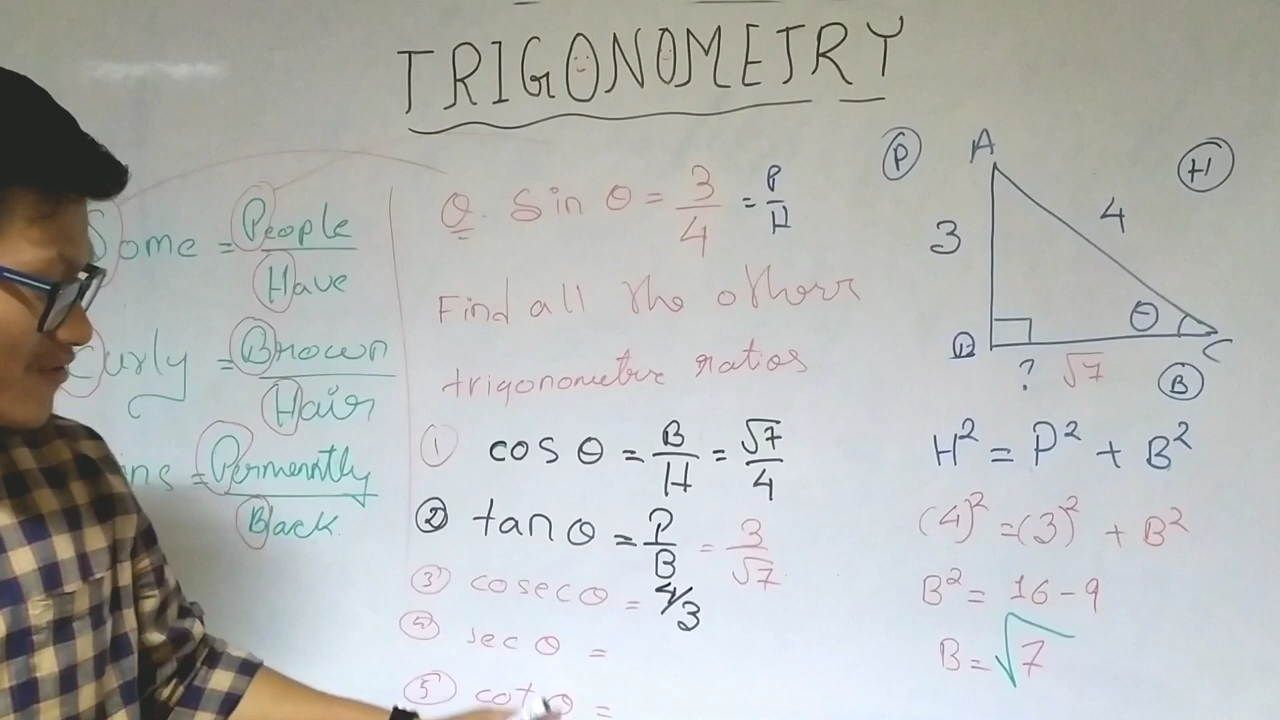 TRIGONOMETRY
Some = People
Have
Curly = Brown
Hair
ns = Permenntly
Back.
Q. Sin θ = 3/4 = P/H
Find all the others
trigonometric ratios
① cos θ = B/H = √7/4
② tan θ = P/B = 3/√7
③ cosec θ = 4/3
④ sec θ =
⑤ cot θ =
P A H
3 4
θ
B C
? √7 B
H² = P² + B²
(4)² = (3)² + B²
B² = 16 - 9
B = √7